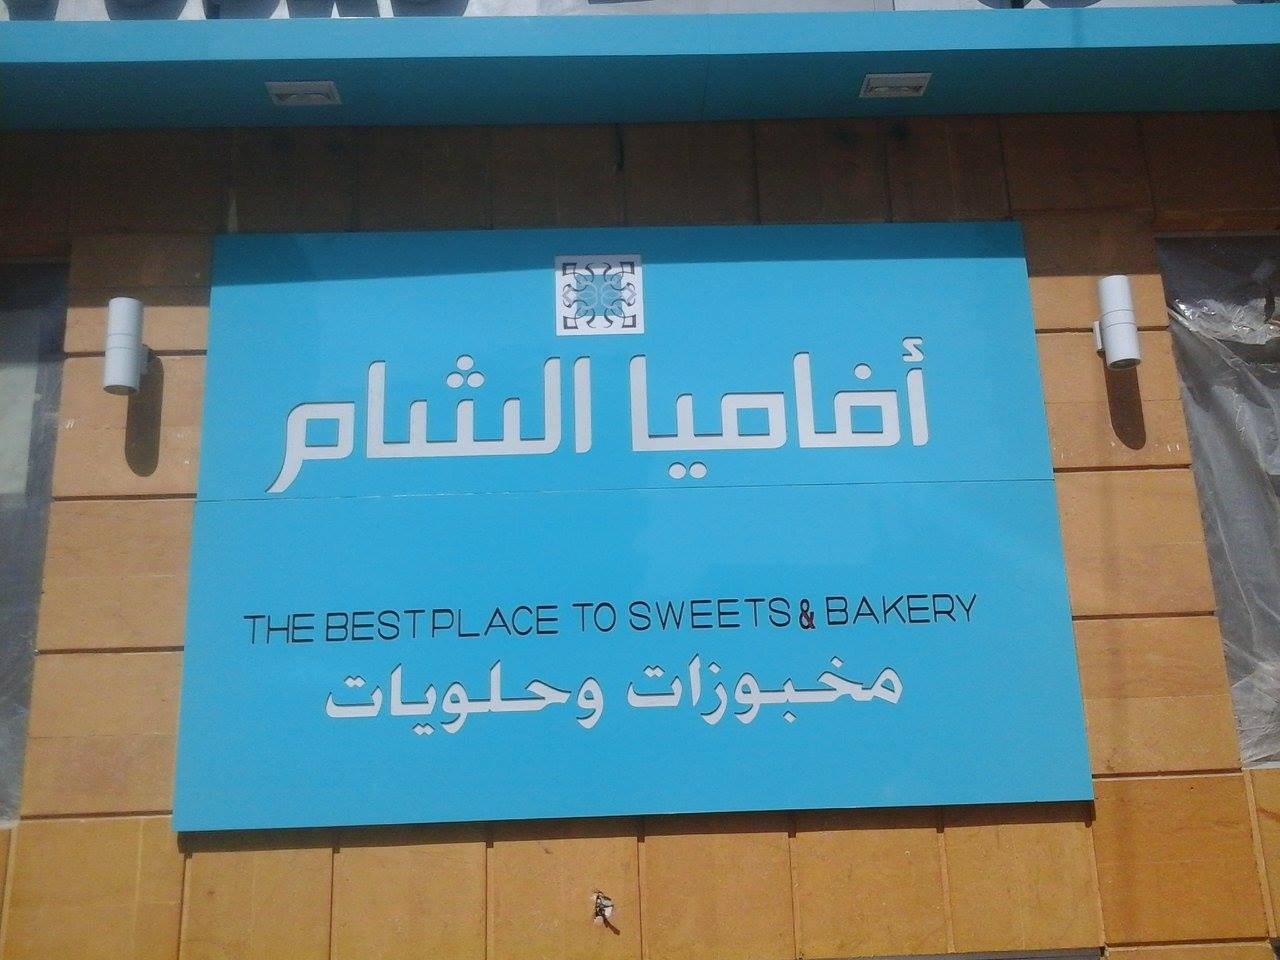 أفاميا الشام
THE BEST PLACE TO SWEETS & BAKERY
مخبوزات وحلويات